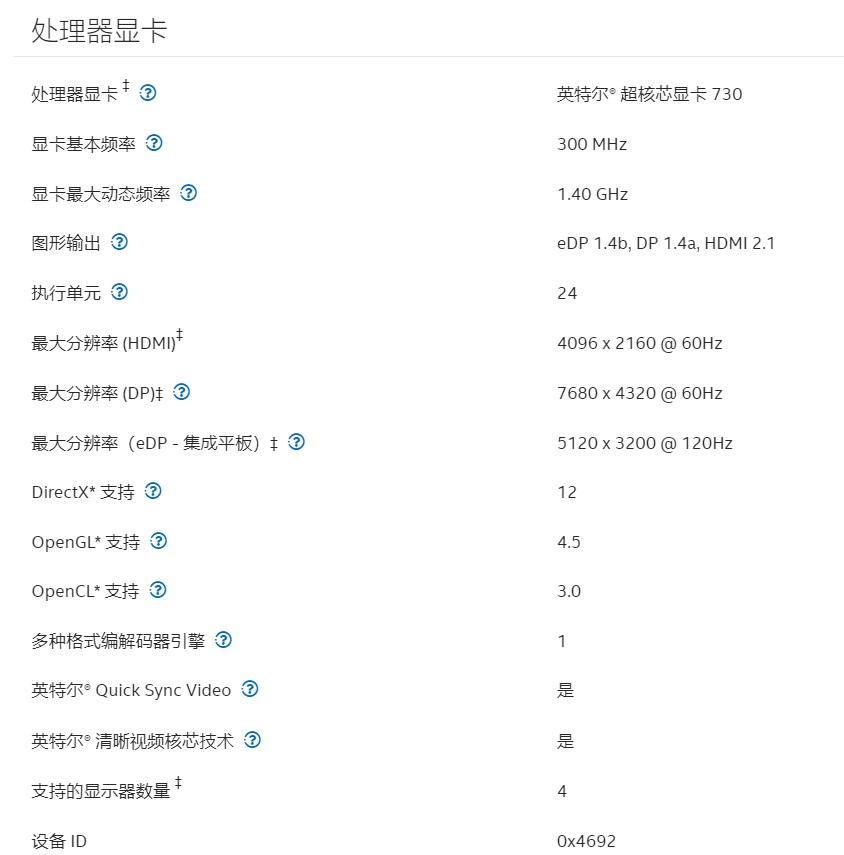 处理器显卡
处理器显卡‡ 英特尔® 超核芯显卡 730
显卡基本频率 300 MHz
显卡最大动态频率 1.40 GHz
图形输出 eDP 1.4b, DP 1.4a, HDMI 2.1
执行单元 24
最大分辨率 (HDMI)‡ 4096 x 2160 @ 60Hz
最大分辨率 (DP)‡ 7680 x 4320 @ 60Hz
最大分辨率（eDP - 集成平板）‡ 5120 x 3200 @ 120Hz
DirectX* 支持 12
OpenGL* 支持 4.5
OpenCL* 支持 3.0
多种格式编解码器引擎 1
英特尔® Quick Sync Video 是
英特尔® 清晰视频核芯技术 是
支持的显示器数量‡ 4
设备 ID 0x4692